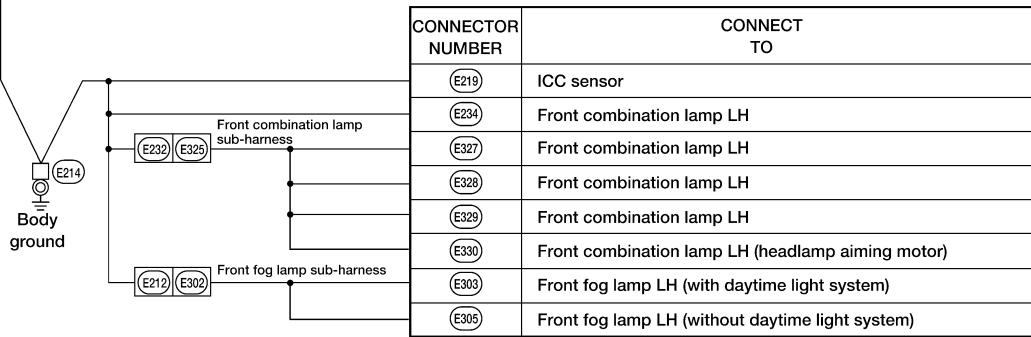 CONNECTOR
NUMBER
CONNECT
TO
E219 ICC sensor
E234 Front combination lamp LH
Front combination lamp
sub-harness
E232 E325
E327 Front combination lamp LH
E214
Body
ground
E328 Front combination lamp LH
E329 Front combination lamp LH
E330 Front combination lamp LH (headlamp aiming motor)
E212 E302 Front fog lamp sub-harness
E303 Front fog lamp LH (with daytime light system)
E305 Front fog lamp LH (without daytime light system)